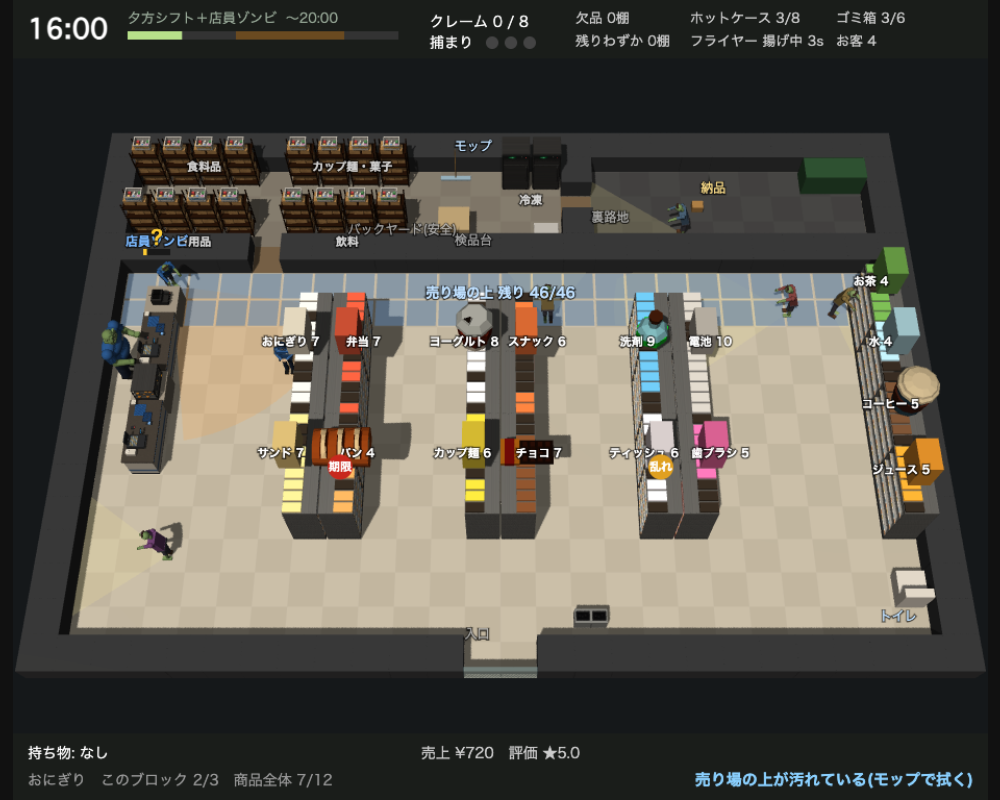 16:00
夕方シフト＋店員ゾンビ 〜20:00
クレーム 0 / 8
捕まり
欠品 0棚
残りわずか 0棚
ホットケース 3/8
フライヤー 揚げ中 3s
ゴミ箱 3/6
お客 4
モップ
食料品
カップ麺・菓子
冷凍
納品
裏路地
バックヤード(安全)
検品台
店員ゾンビ
?
用品
飲料
売り場の上 残り 46/46
お茶 4
おにぎり 7
弁当 7
ヨーグルト 8
スナック 6
洗剤 9
電池 10
水 4
コーヒー 5
サンド 7
パン 4
カップ麺 6
チョコ 7
ティッシュ 6
歯ブラシ 5
期限
乱れ
ジュース 5
トイレ
入口
持ち物: なし
売上 ¥720 評価 ★5.0
おにぎり このブロック 2/3 商品全体 7/12
売り場の上が汚れている(モップで拭く)